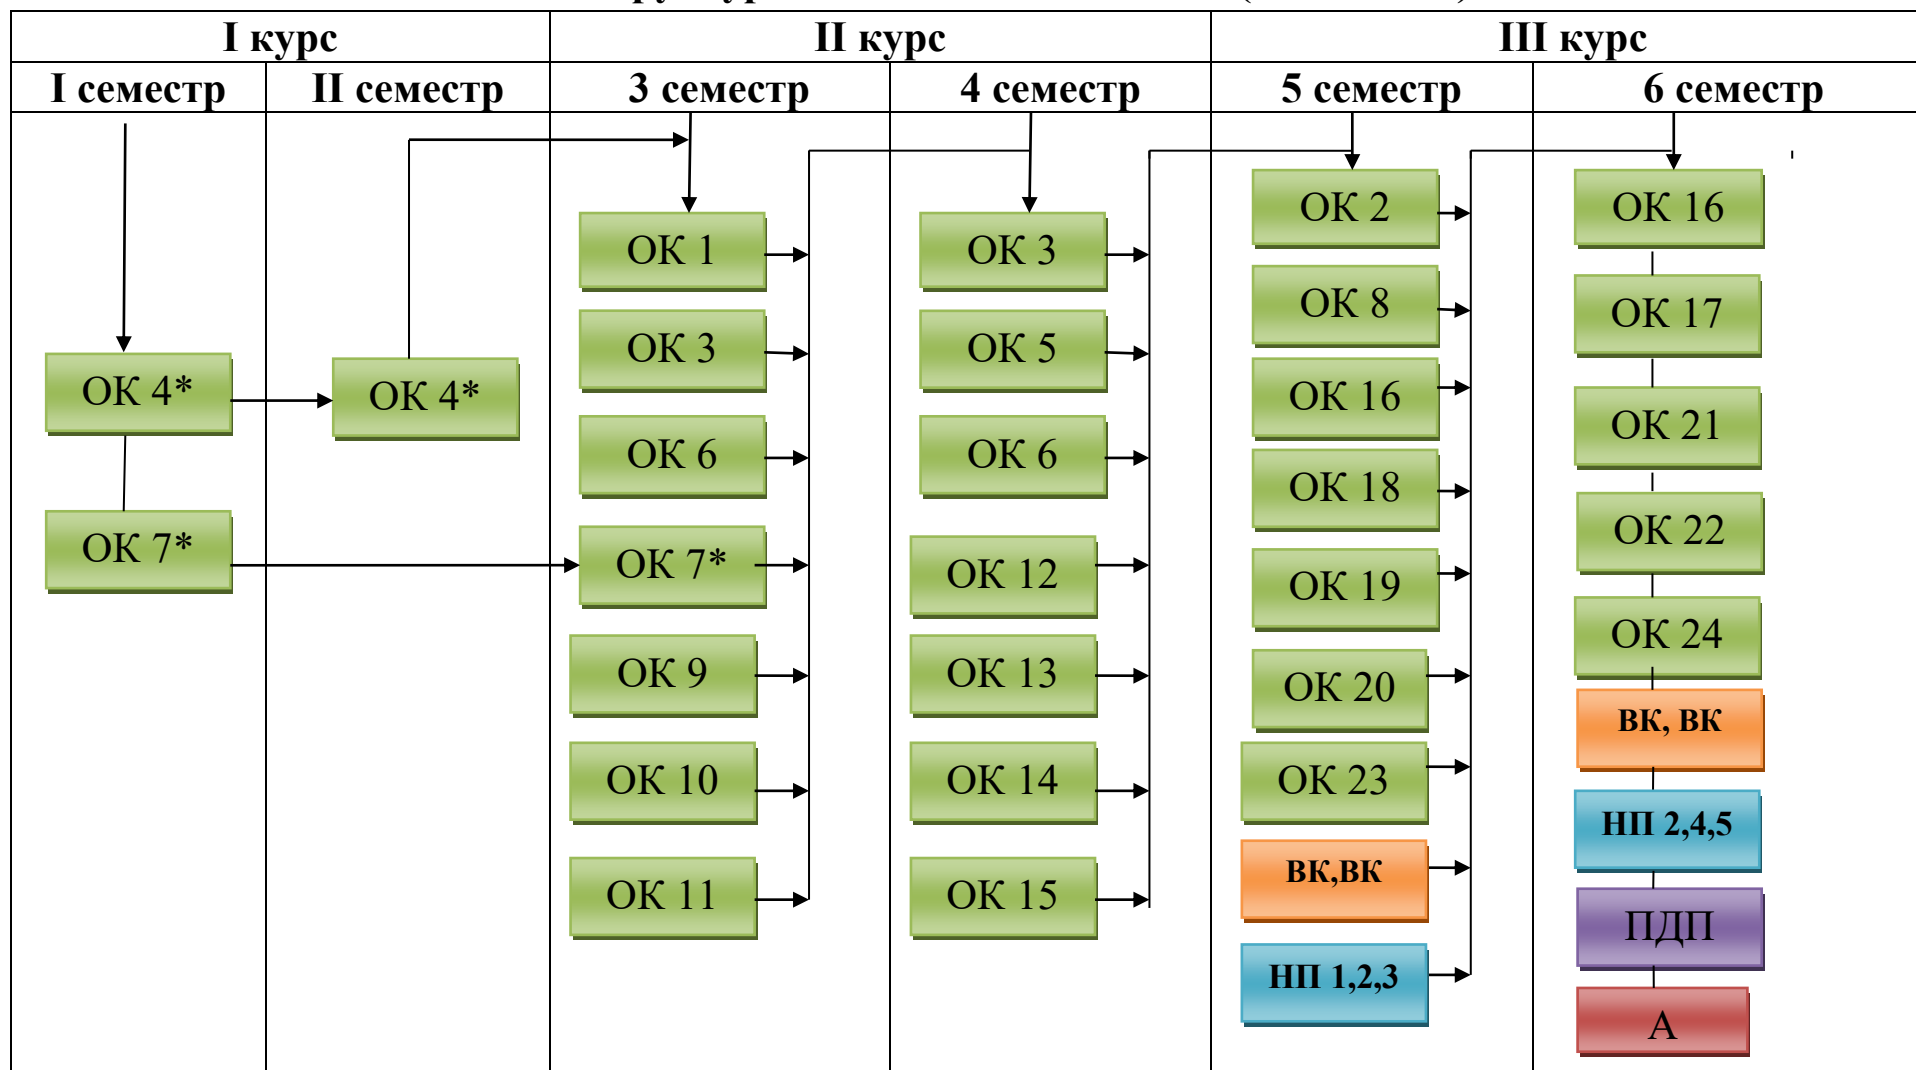 I курс
II курс
III курс
I семестр
II семестр
3 семестр
4 семестр
5 семестр
6 семестр
ОК 4*
ОК 7*
ОК 4*
ОК 1
ОК 3
ОК 6
ОК 7*
ОК 9
ОК 10
ОК 11
ОК 3
ОК 5
ОК 6
ОК 12
ОК 13
ОК 14
ОК 15
ОК 2
ОК 8
ОК 16
ОК 18
ОК 19
ОК 20
ОК 23
ВК,ВК
НП 1,2,3
ОК 16
ОК 17
ОК 21
ОК 22
ОК 24
ВК, ВК
НП 2,4,5
ПДП
А